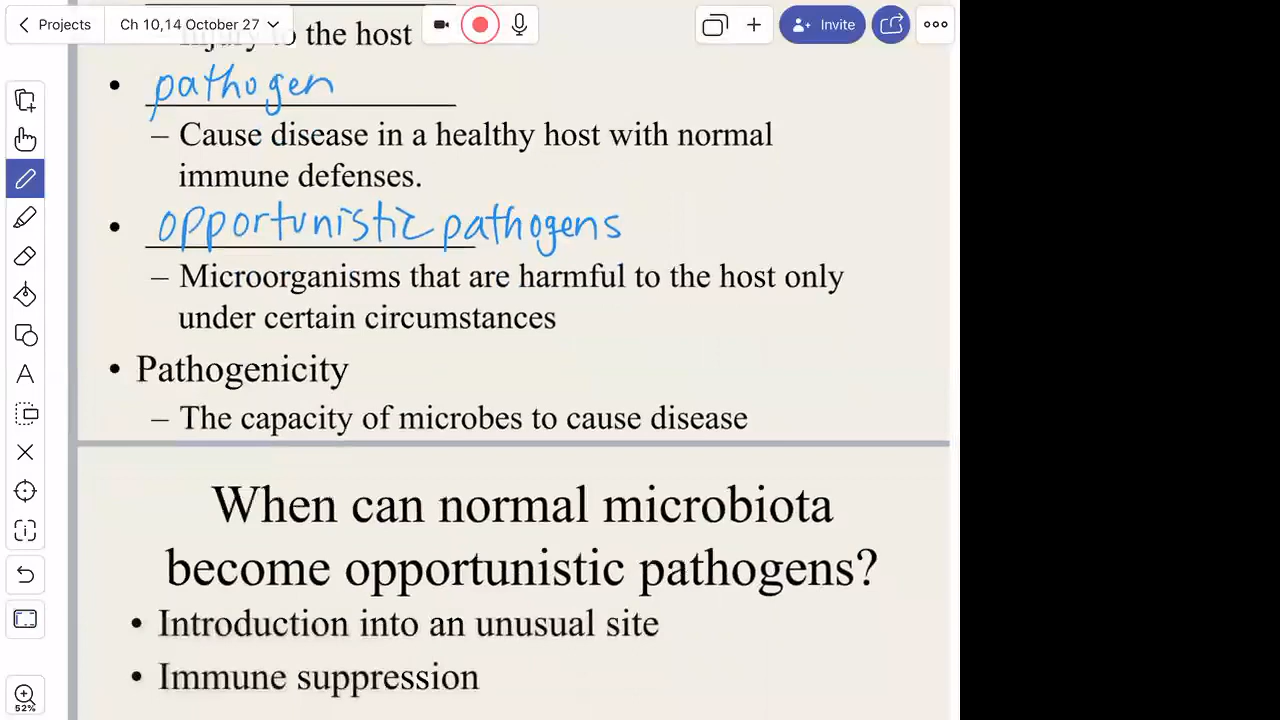 Projects
Ch 10,14 October 27
Invite
Injury to the host
• pathogen
– Cause disease in a healthy host with normal
immune defenses.
• opportunistic pathogens
– Microorganisms that are harmful to the host only
under certain circumstances
• Pathogenicity
– The capacity of microbes to cause disease
When can normal microbiota
become opportunistic pathogens?
• Introduction into an unusual site
• Immune suppression
52%